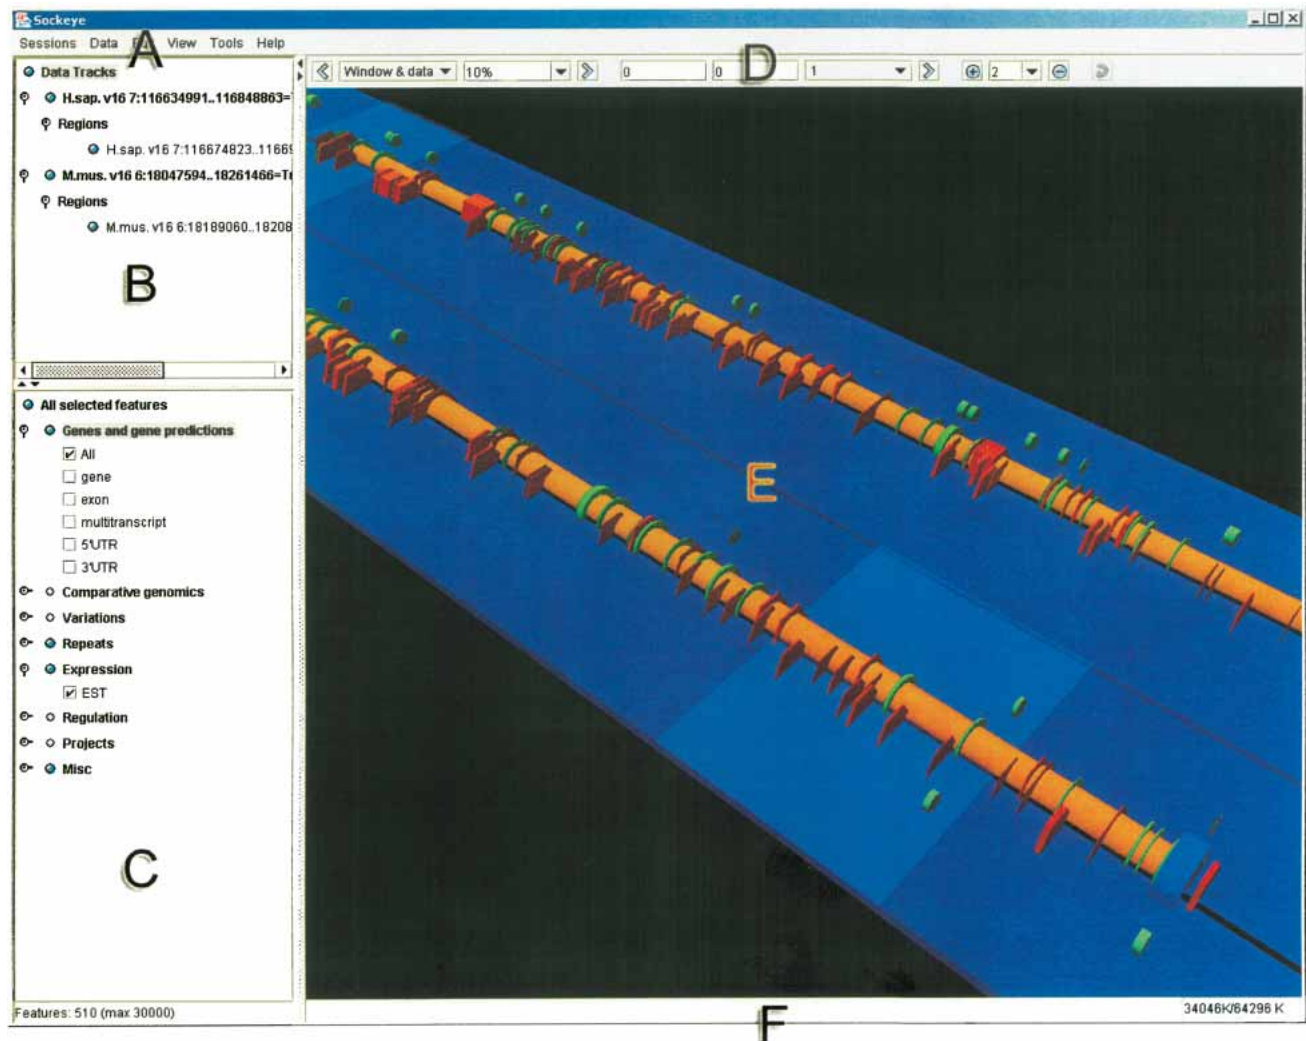 Sockeye
Sessions Data View Tools Help
A
Data Tracks
H.sap. v16 7:116634991..116848863=
Regions
H.sap. v16 7:116674823..1166
M.mus. v16 6:18047594..18261466=T
Regions
M.mus. v16 6:18189060..18208
B
Window & data 10% 0 0 1 2
D
All selected features
Genes and gene predictions
All
gene
exon
multitranscript
5'UTR
3'UTR
Comparative genomics
Variations
Repeats
Expression
EST
Regulation
Projects
Misc
C
E
Features: 510 (max 30000)
34046K/64296 K
F